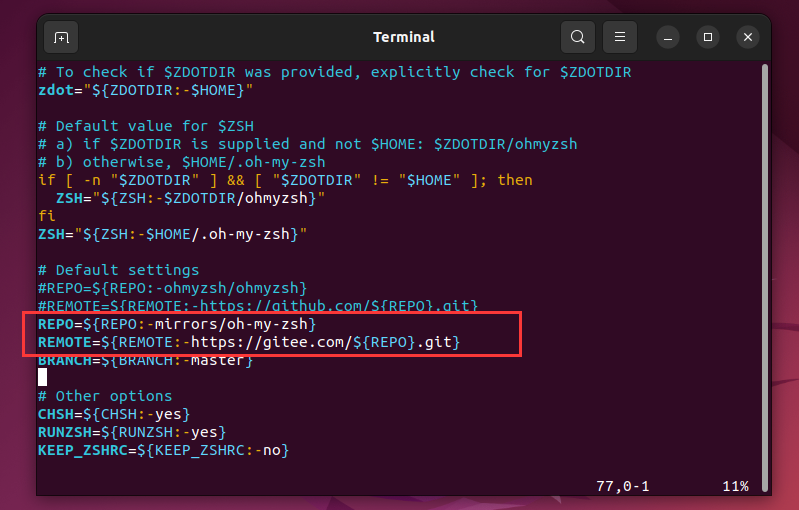 Terminal
# To check if $ZDOTDIR was provided, explicitly check for $ZDOTDIR
zdot="${ZDOTDIR:-$HOME}"
# Default value for $ZSH
# a) if $ZDOTDIR is supplied and not $HOME: $ZDOTDIR/ohmyzsh
# b) otherwise, $HOME/.oh-my-zsh
if [ -n "$ZDOTDIR" ] && [ "$ZDOTDIR" != "$HOME" ]; then
  ZSH="${ZSH:-$ZDOTDIR/ohmyzsh}"
fi
ZSH="${ZSH:-$HOME/.oh-my-zsh}"
# Default settings
#REPO=${REPO:-ohmyzsh/ohmyzsh}
#REMOTE=${REMOTE:-https://github.com/${REPO}.git}
REPO=${REPO:-mirrors/oh-my-zsh}
REMOTE=${REMOTE:-https://gitee.com/${REPO}.git}
BRANCH=${BRANCH:-master}
# Other options
CHSH=${CHSH:-yes}
RUNZSH=${RUNZSH:-yes}
KEEP_ZSHRC=${KEEP_ZSHRC:-no}
77,0-1 11%